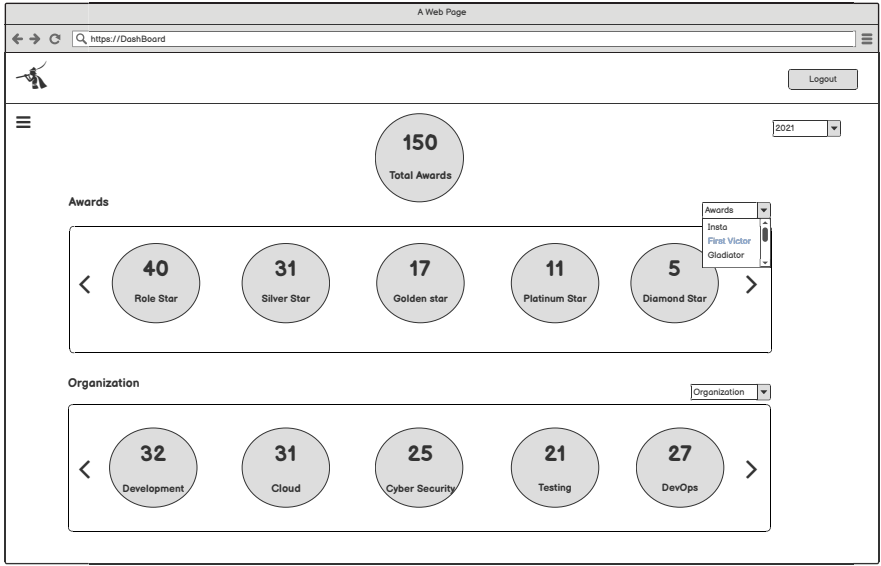 A Web Page
https://DashBoard
Logout
2021
150
Total Awards
Awards
Awards
Insta
First Victor
Gladiator
40
Role Star
31
Silver Star
17
Golden star
11
Platinum Star
5
Diamond Star
Organization
Organization
32
Development
31
Cloud
25
Cyber Security
21
Testing
27
DevOps